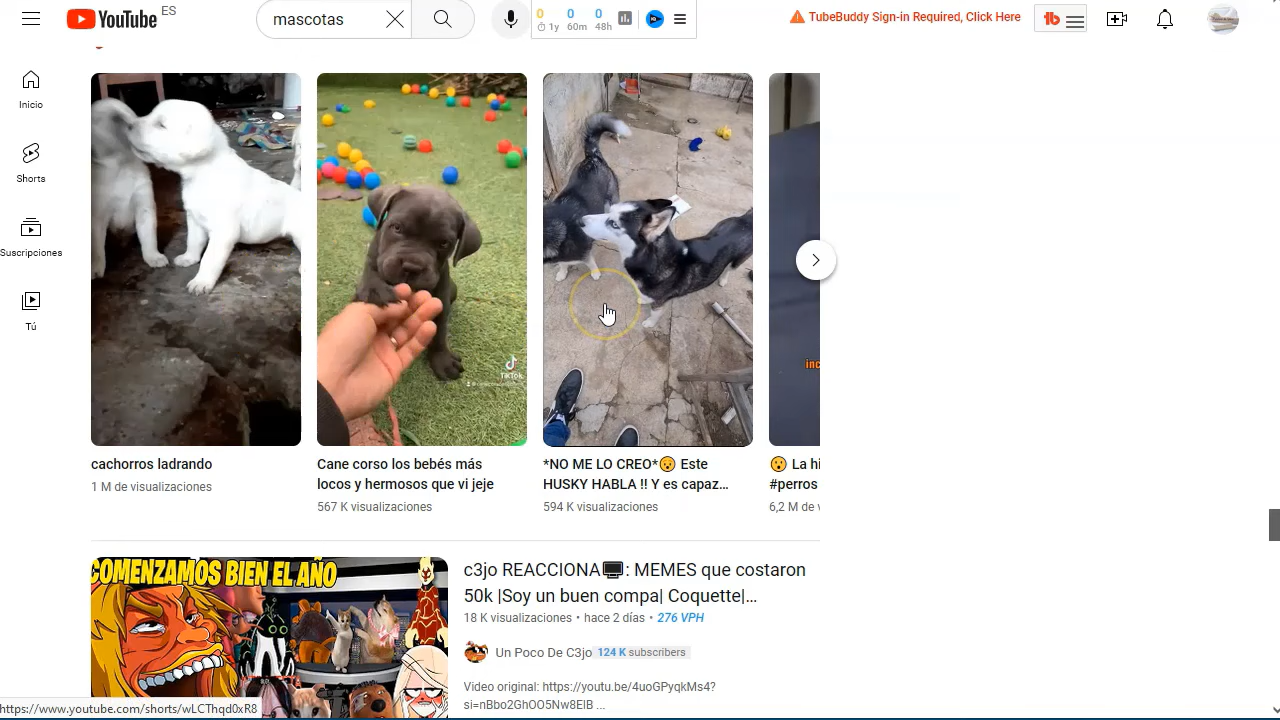 YouTube ES
mascotas
0 0 0
1y 60m 48h
TubeBuddy Sign-in Required, Click Here
tb
Inicio
Shorts
Suscripciones
Tú
TikTok
inc
cachorros ladrando
1 M de visualizaciones
Cane corso los bebés más
locos y hermosos que vi jeje
567 K visualizaciones
*NO ME LO CREO*😮 Este
HUSKY HABLA !! Y es capaz...
594 K visualizaciones
😮 La hi
#perros
6,2 M de v
COMENZAMOS BIEN EL AÑO
c3jo REACCIONA🖥️: MEMES que costaron
50k |Soy un buen compa| Coquette|...
18 K visualizaciones • hace 2 días • 276 VPH
Un Poco De C3jo 124 K subscribers
Video original: https://youtu.be/4uoGPyqkMs4?
si=nBbo2GhOO5Nw8ElB ...
https://www.youtube.com/shorts/wLCThqd0xR8